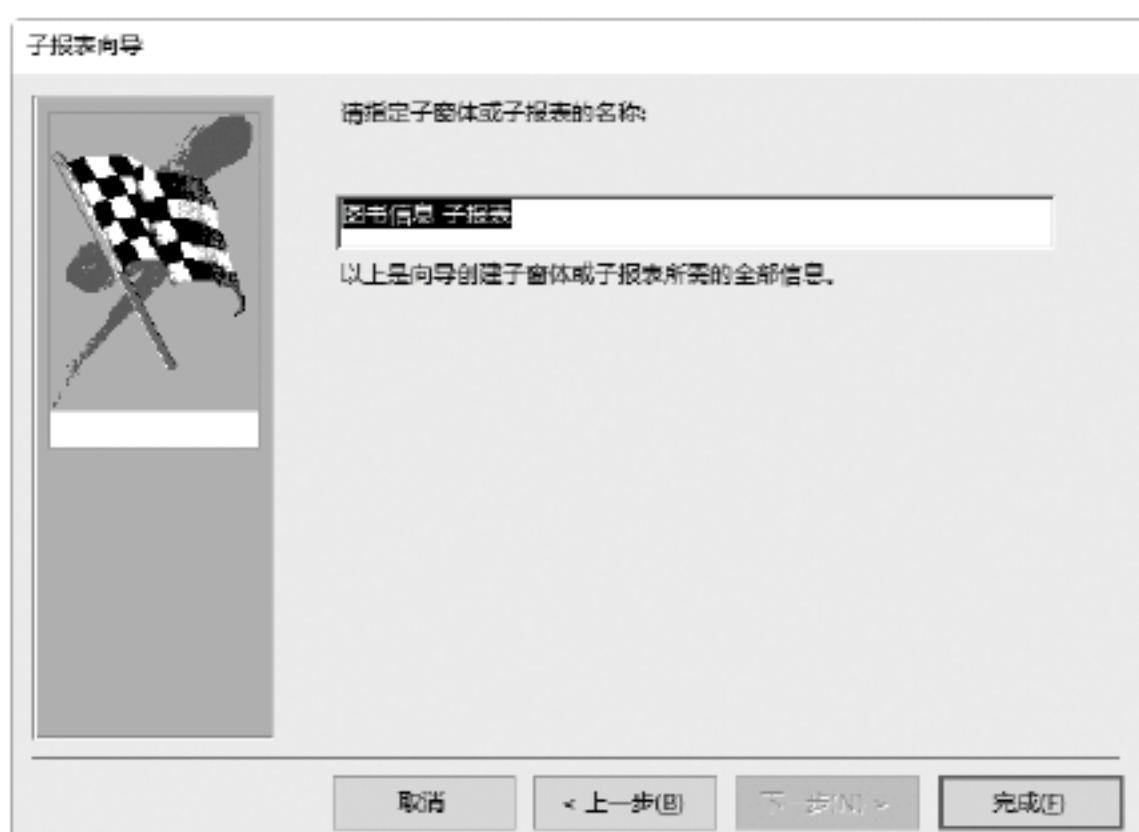 子报表向导
请指定子窗体或子报表的名称:
图书信息 子报表
以上是向导创建子窗体或子报表所需的全部信息。
取消
< 上一步(B)
下一步(N) >
完成(F)